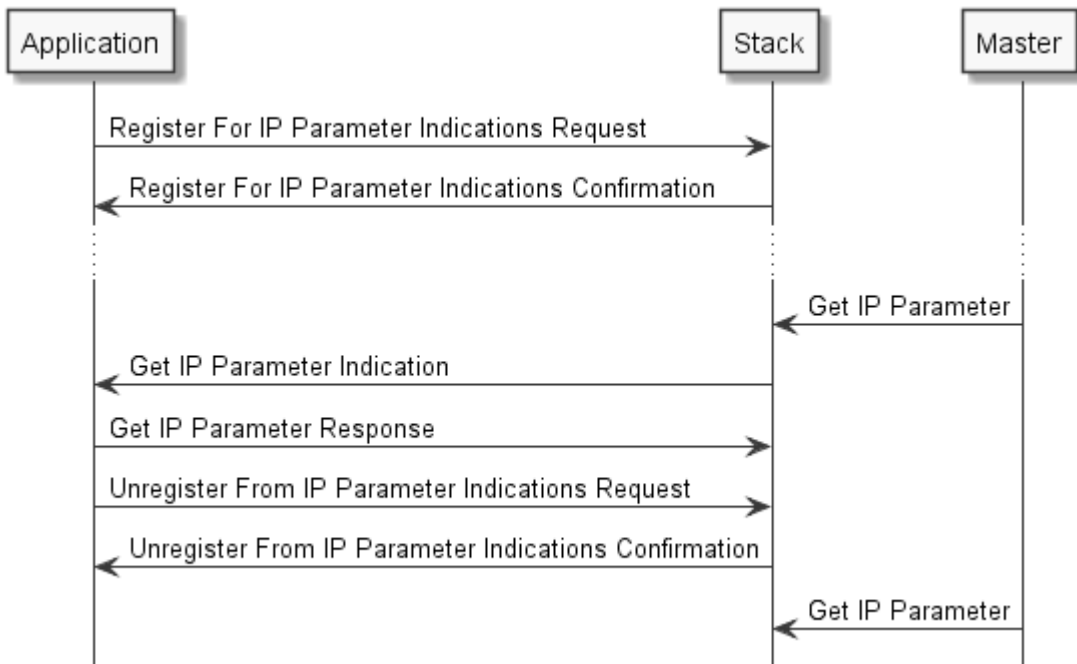 Application
Stack
Master
Register For IP Parameter Indications Request
Register For IP Parameter Indications Confirmation
Get IP Parameter
Get IP Parameter Indication
Get IP Parameter Response
Unregister From IP Parameter Indications Request
Unregister From IP Parameter Indications Confirmation
Get IP Parameter